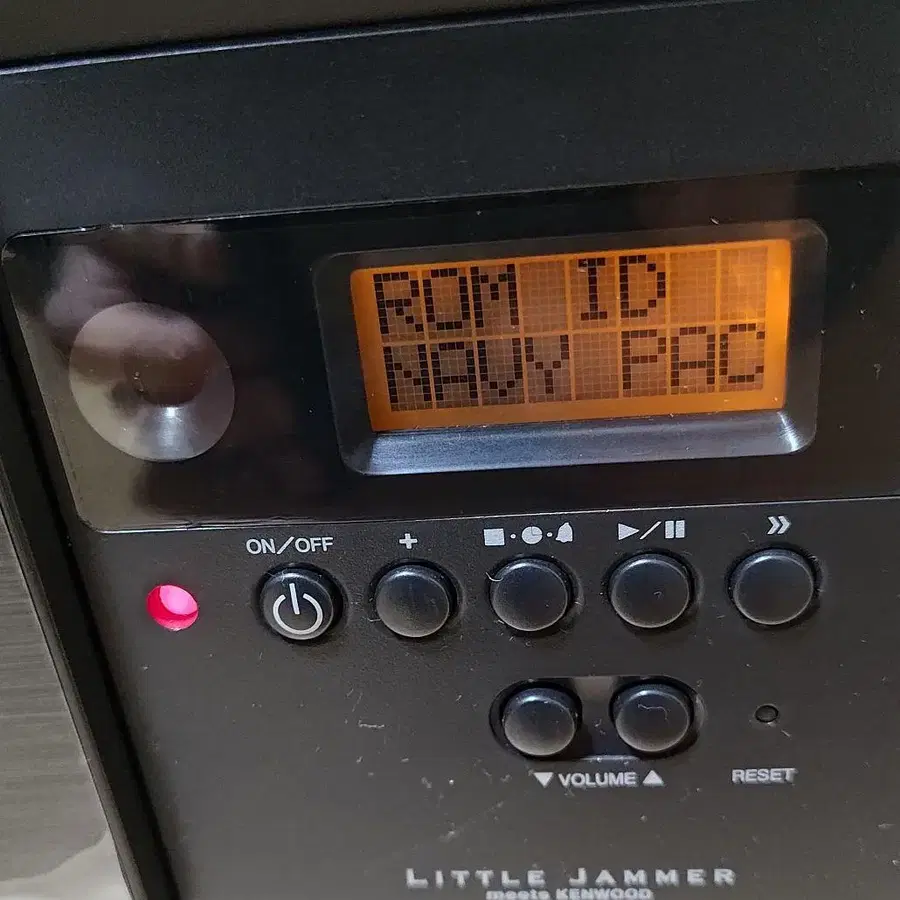 ROM ID
NAVY PAC
ON/OFF
▼ VOLUME ▲
RESET
LITTLE JAMMER
meets KENWOOD